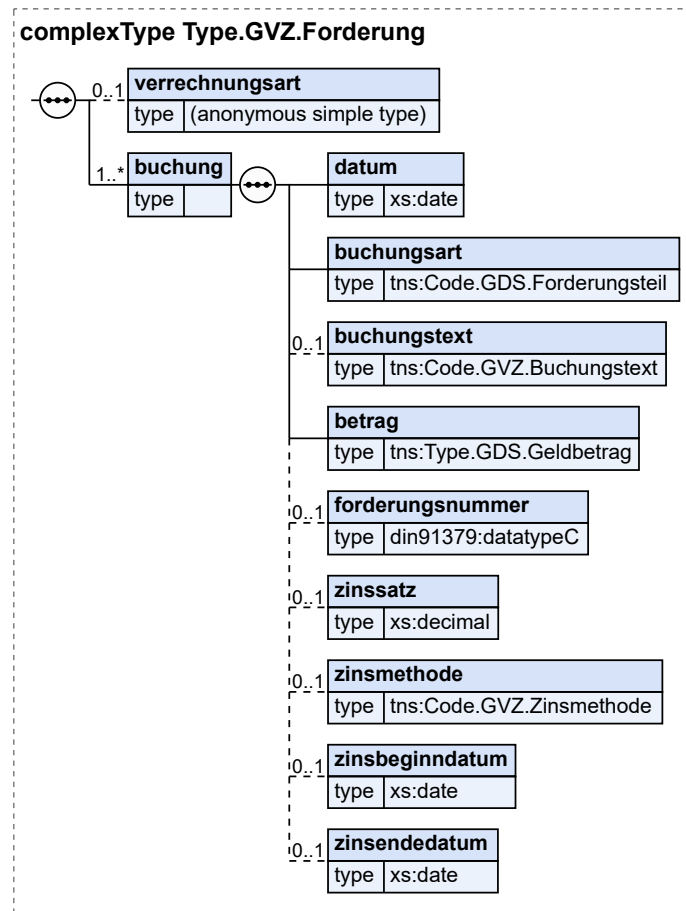 complexType Type.GVZ.Forderung
0..1
verrechnungsart
type (anonymous simple type)
1..*
buchung
type
datum
type xs:date
buchungsart
type tns:Code.GDS.Forderungsteil
0..1
buchungstext
type tns:Code.GVZ.Buchungstext
betrag
type tns:Type.GDS.Geldbetrag
0..1
forderungsnummer
type din91379:datatypeC
0..1
zinssatz
type xs:decimal
0..1
zinsmethode
type tns:Code.GVZ.Zinsmethode
0..1
zinsbeginndatum
type xs:date
0..1
zinsendedatum
type xs:date